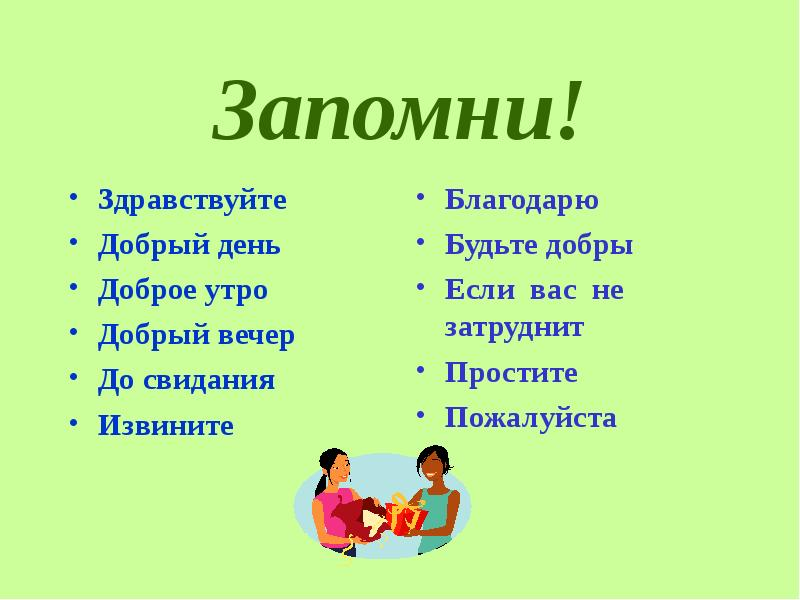 Запомни!
• Здравствуйте
• Добрый день
• Доброе утро
• Добрый вечер
• До свидания
• Извините
• Благодарю
• Будьте добры
• Если вас не
затруднит
• Простите
• Пожалуйста